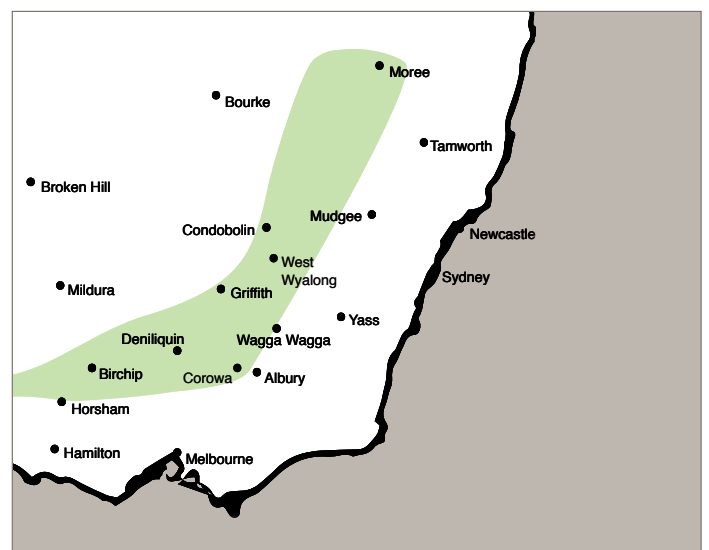 Moree
Bourke
Tamworth
Broken Hill
Mudgee
Condobolin
Newcastle
West
Wyalong
Sydney
Mildura
Griffith
Yass
Deniliquin
Wagga Wagga
Birchip
Corowa
Albury
Horsham
Hamilton
Melbourne